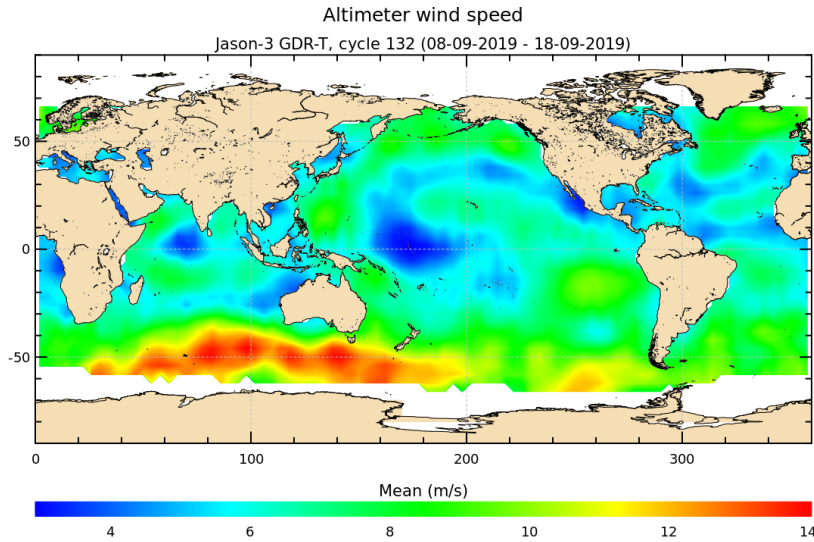 Altimeter wind speed
Jason-3 GDR-T, cycle 132 (08-09-2019 - 18-09-2019)
50
0
-50
0 100 200 300
Mean (m/s)
4 6 8 10 12 14